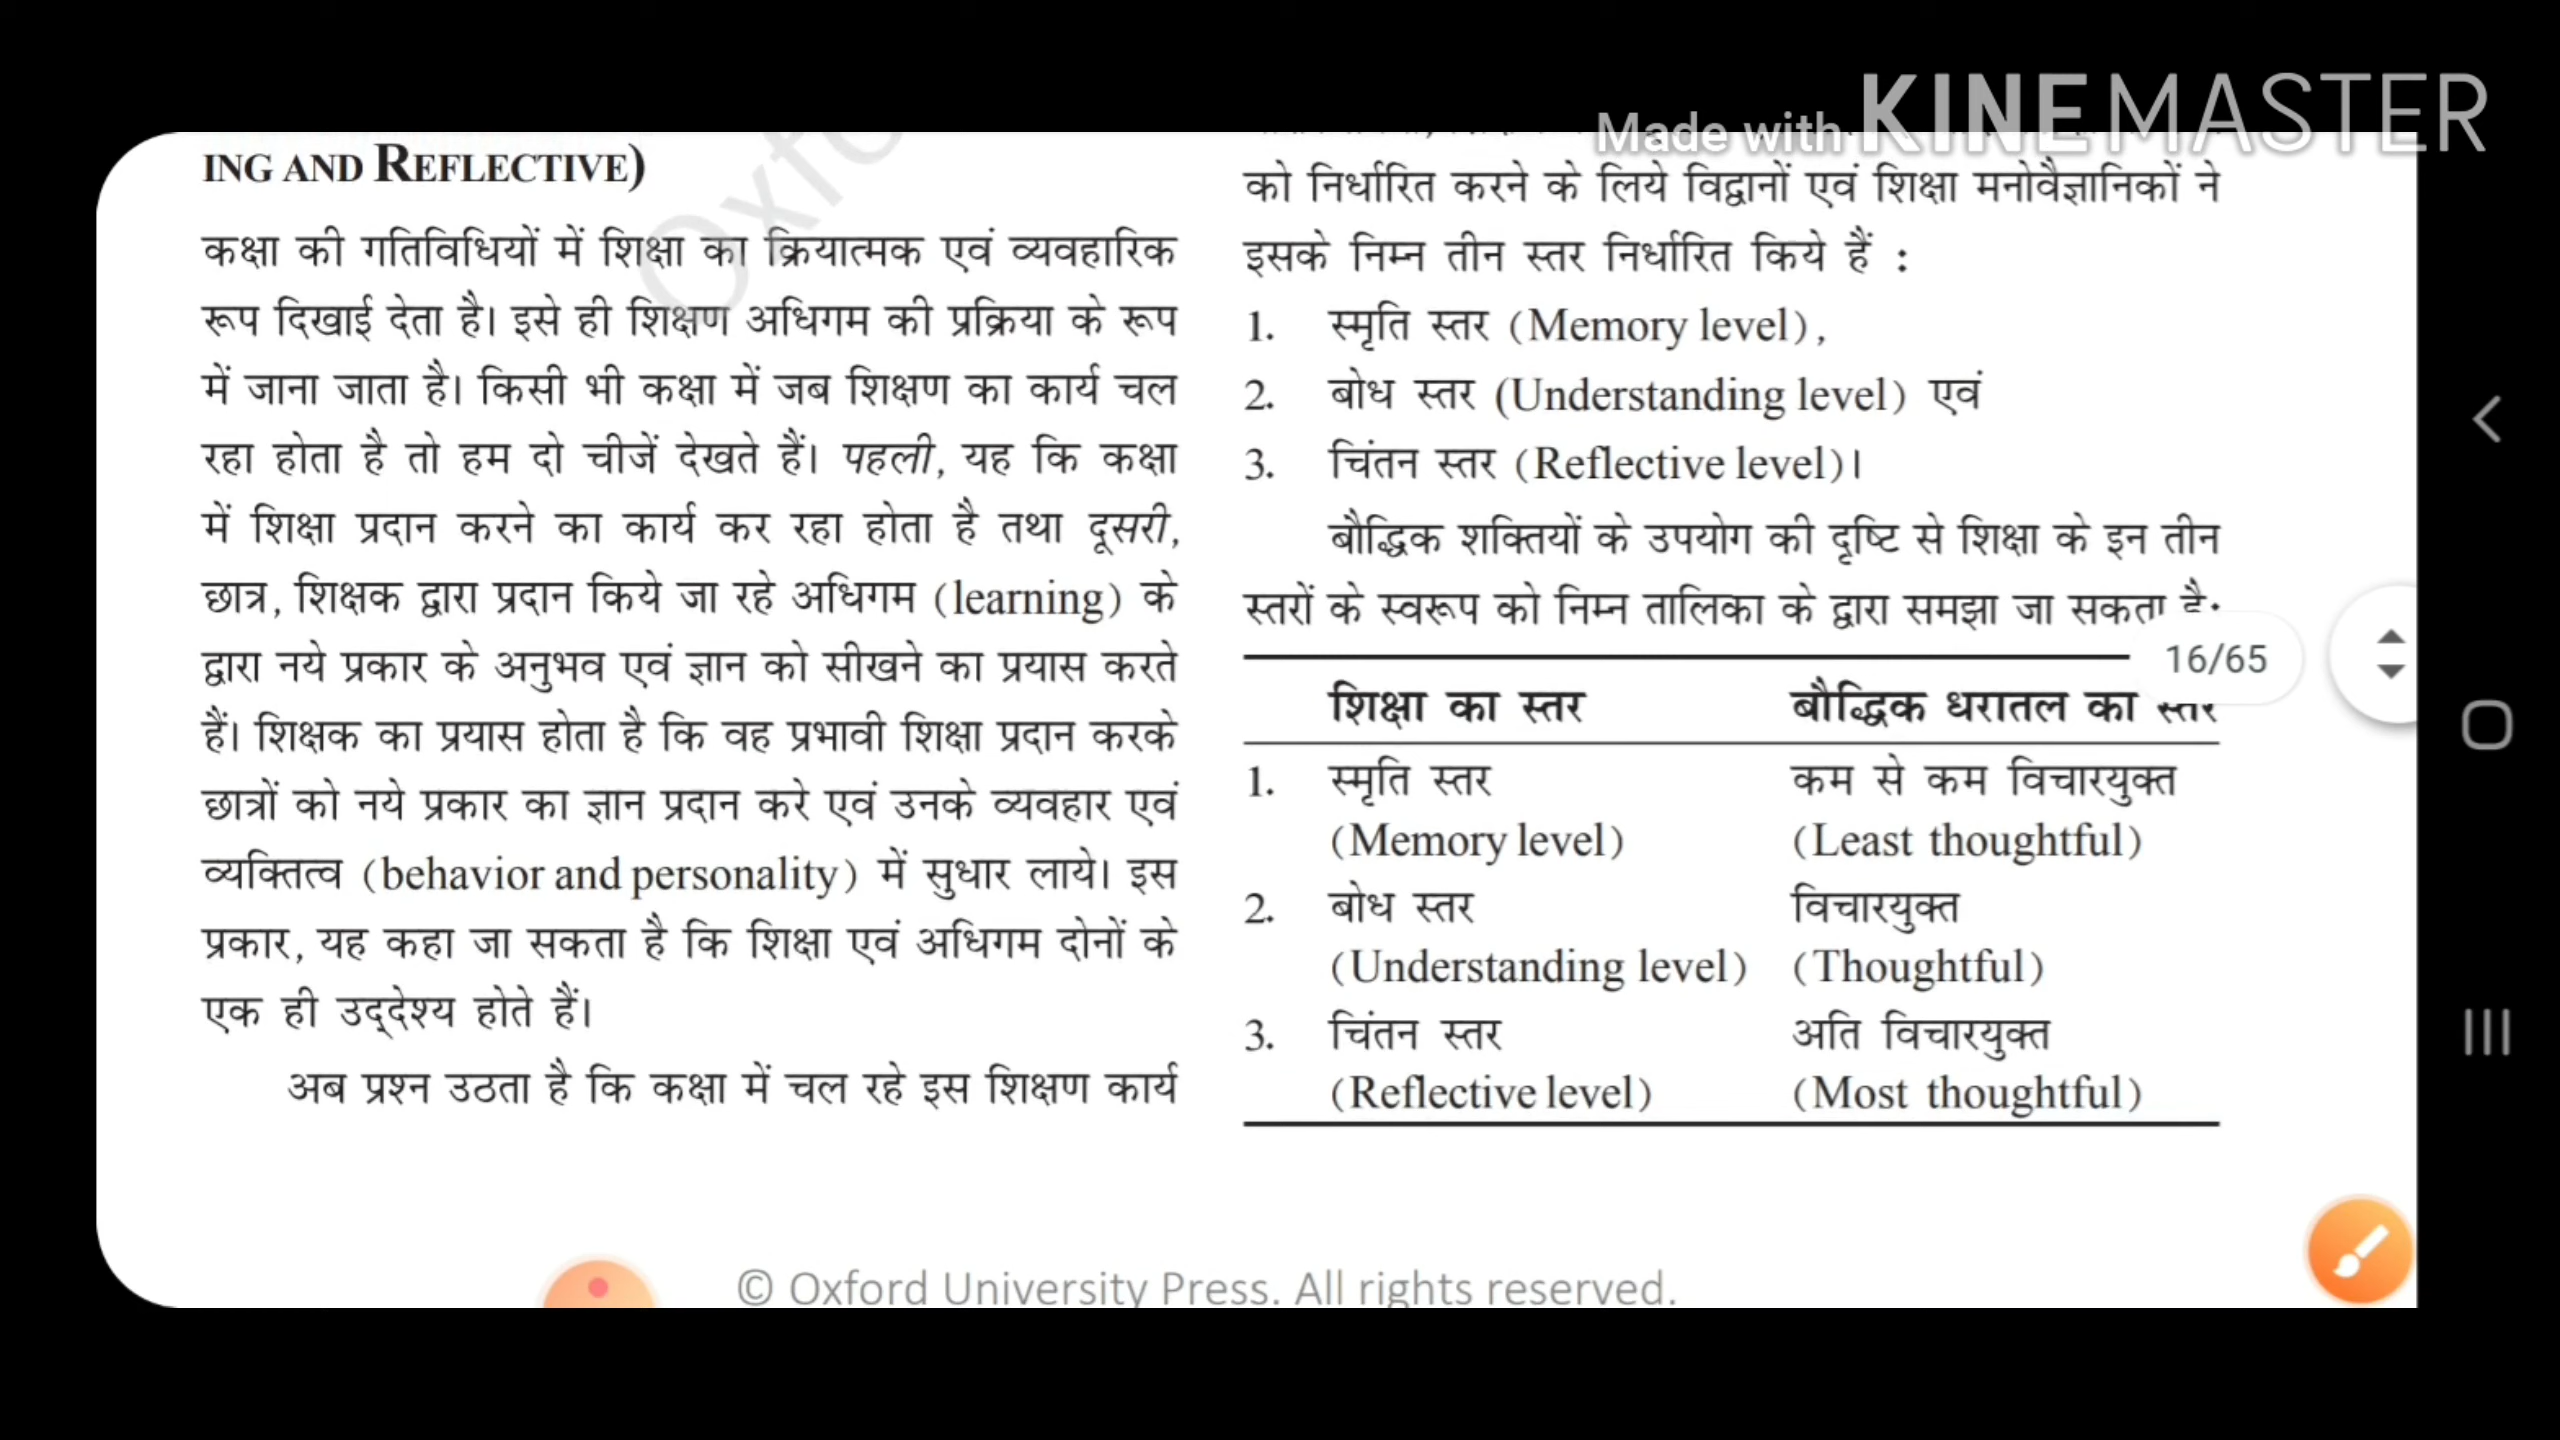 Made with KINEMASTER
ING AND REFLECTIVE)
कक्षा की गतिविधियों में शिक्षा का क्रियात्मक एवं व्यवहारिक
रूप दिखाई देता है। इसे ही शिक्षण अधिगम की प्रक्रिया के रूप
में जाना जाता है। किसी भी कक्षा में जब शिक्षण का कार्य चल
रहा होता है तो हम दो चीजें देखते हैं। पहली, यह कि कक्षा
में शिक्षा प्रदान करने का कार्य कर रहा होता है तथा दूसरी,
छात्र, शिक्षक द्वारा प्रदान किये जा रहे अधिगम (learning) के
द्वारा नये प्रकार के अनुभव एवं ज्ञान को सीखने का प्रयास करते
हैं। शिक्षक का प्रयास होता है कि वह प्रभावी शिक्षा प्रदान करके
छात्रों को नये प्रकार का ज्ञान प्रदान करे एवं उनके व्यवहार एवं
व्यक्तित्व (behavior and personality) में सुधार लाये। इस
प्रकार, यह कहा जा सकता है कि शिक्षा एवं अधिगम दोनों के
एक ही उद्देश्य होते हैं।
अब प्रश्न उठता है कि कक्षा में चल रहे इस शिक्षण कार्य
को निर्धारित करने के लिये विद्वानों एवं शिक्षा मनोवैज्ञानिकों ने
इसके निम्न तीन स्तर निर्धारित किये हैं :
1. स्मृति स्तर (Memory level),
2. बोध स्तर (Understanding level) एवं
3. चिंतन स्तर (Reflective level)।
बौद्धिक शक्तियों के उपयोग की दृष्टि से शिक्षा के इन तीन
स्तरों के स्वरूप को निम्न तालिका के द्वारा समझा जा सकता है:
16/65
शिक्षा का स्तर बौद्धिक धरातल का स्तर
1. स्मृति स्तर कम से कम विचारयुक्त
(Memory level) (Least thoughtful)
2. बोध स्तर विचारयुक्त
(Understanding level) (Thoughtful)
3. चिंतन स्तर अति विचारयुक्त
(Reflective level) (Most thoughtful)
© Oxford University Press. All rights reserved.